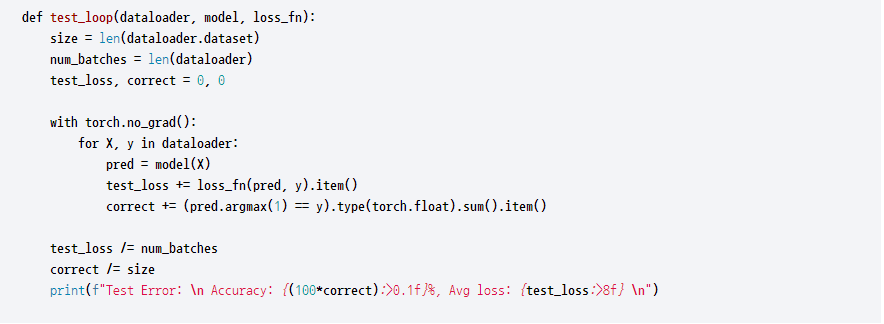 def test_loop(dataloader, model, loss_fn):
    size = len(dataloader.dataset)
    num_batches = len(dataloader)
    test_loss, correct = 0, 0

    with torch.no_grad():
        for X, y in dataloader:
            pred = model(X)
            test_loss += loss_fn(pred, y).item()
            correct += (pred.argmax(1) == y).type(torch.float).sum().item()

    test_loss /= num_batches
    correct /= size
    print(f"Test Error: \n Accuracy: {(100*correct):>0.1f}%, Avg loss: {test_loss:>8f} \n")